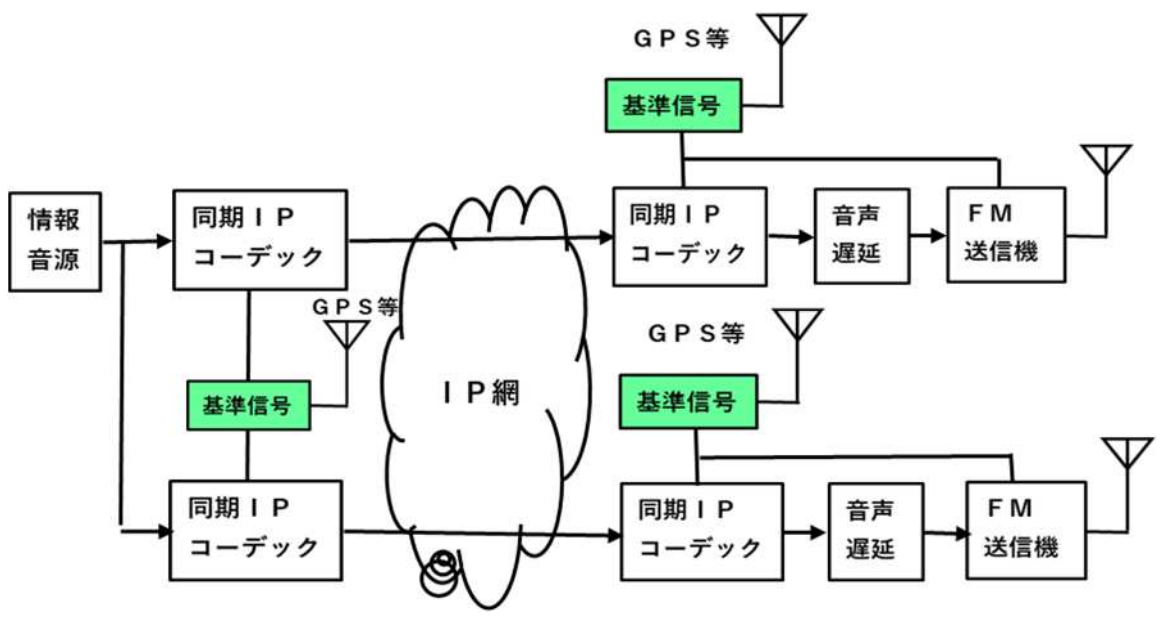 GPS等
基準信号
情報
音源
同期IP
コーデック
同期IP
コーデック
音声
遅延
FM
送信機
GPS等
基準信号
IP網
GPS等
基準信号
同期IP
コーデック
同期IP
コーデック
音声
遅延
FM
送信機